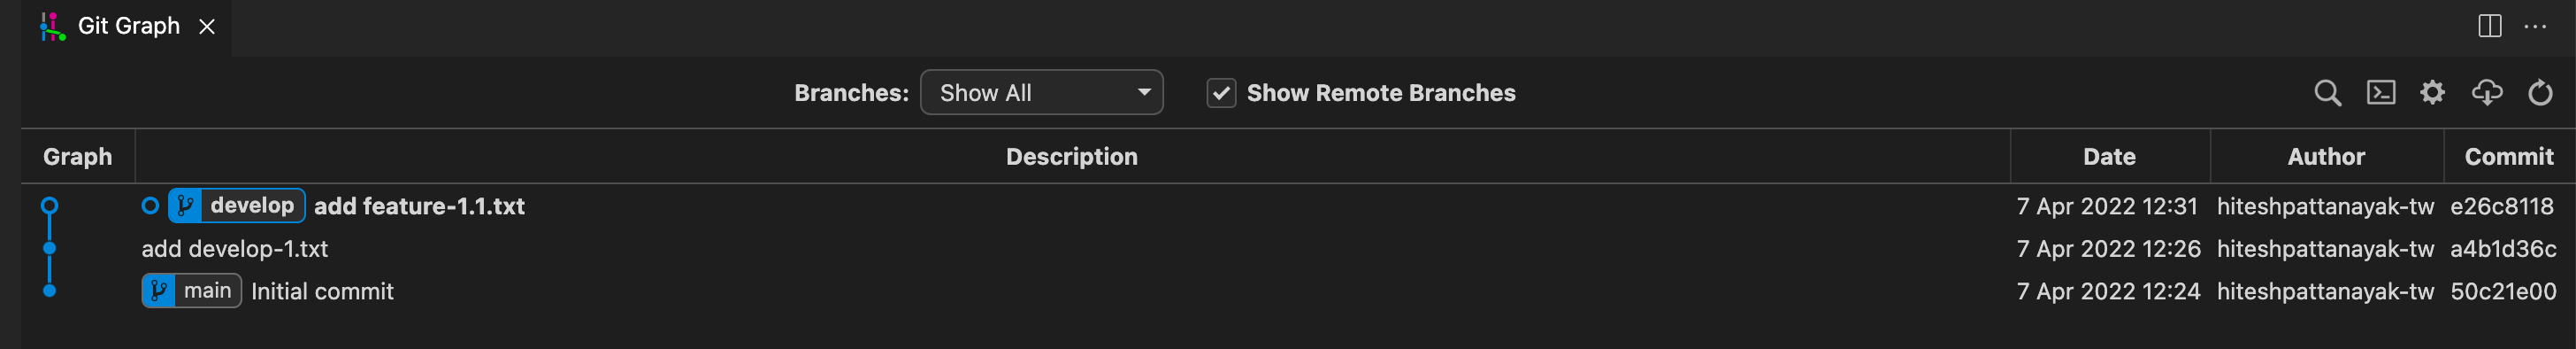 Git Graph
Branches: Show All Show Remote Branches
Graph Description Date Author Commit
develop add feature-1.1.txt 7 Apr 2022 12:31 hiteshpattanayak-tw e26c8118
add develop-1.txt 7 Apr 2022 12:26 hiteshpattanayak-tw a4b1d36c
main Initial commit 7 Apr 2022 12:24 hiteshpattanayak-tw 50c21e00